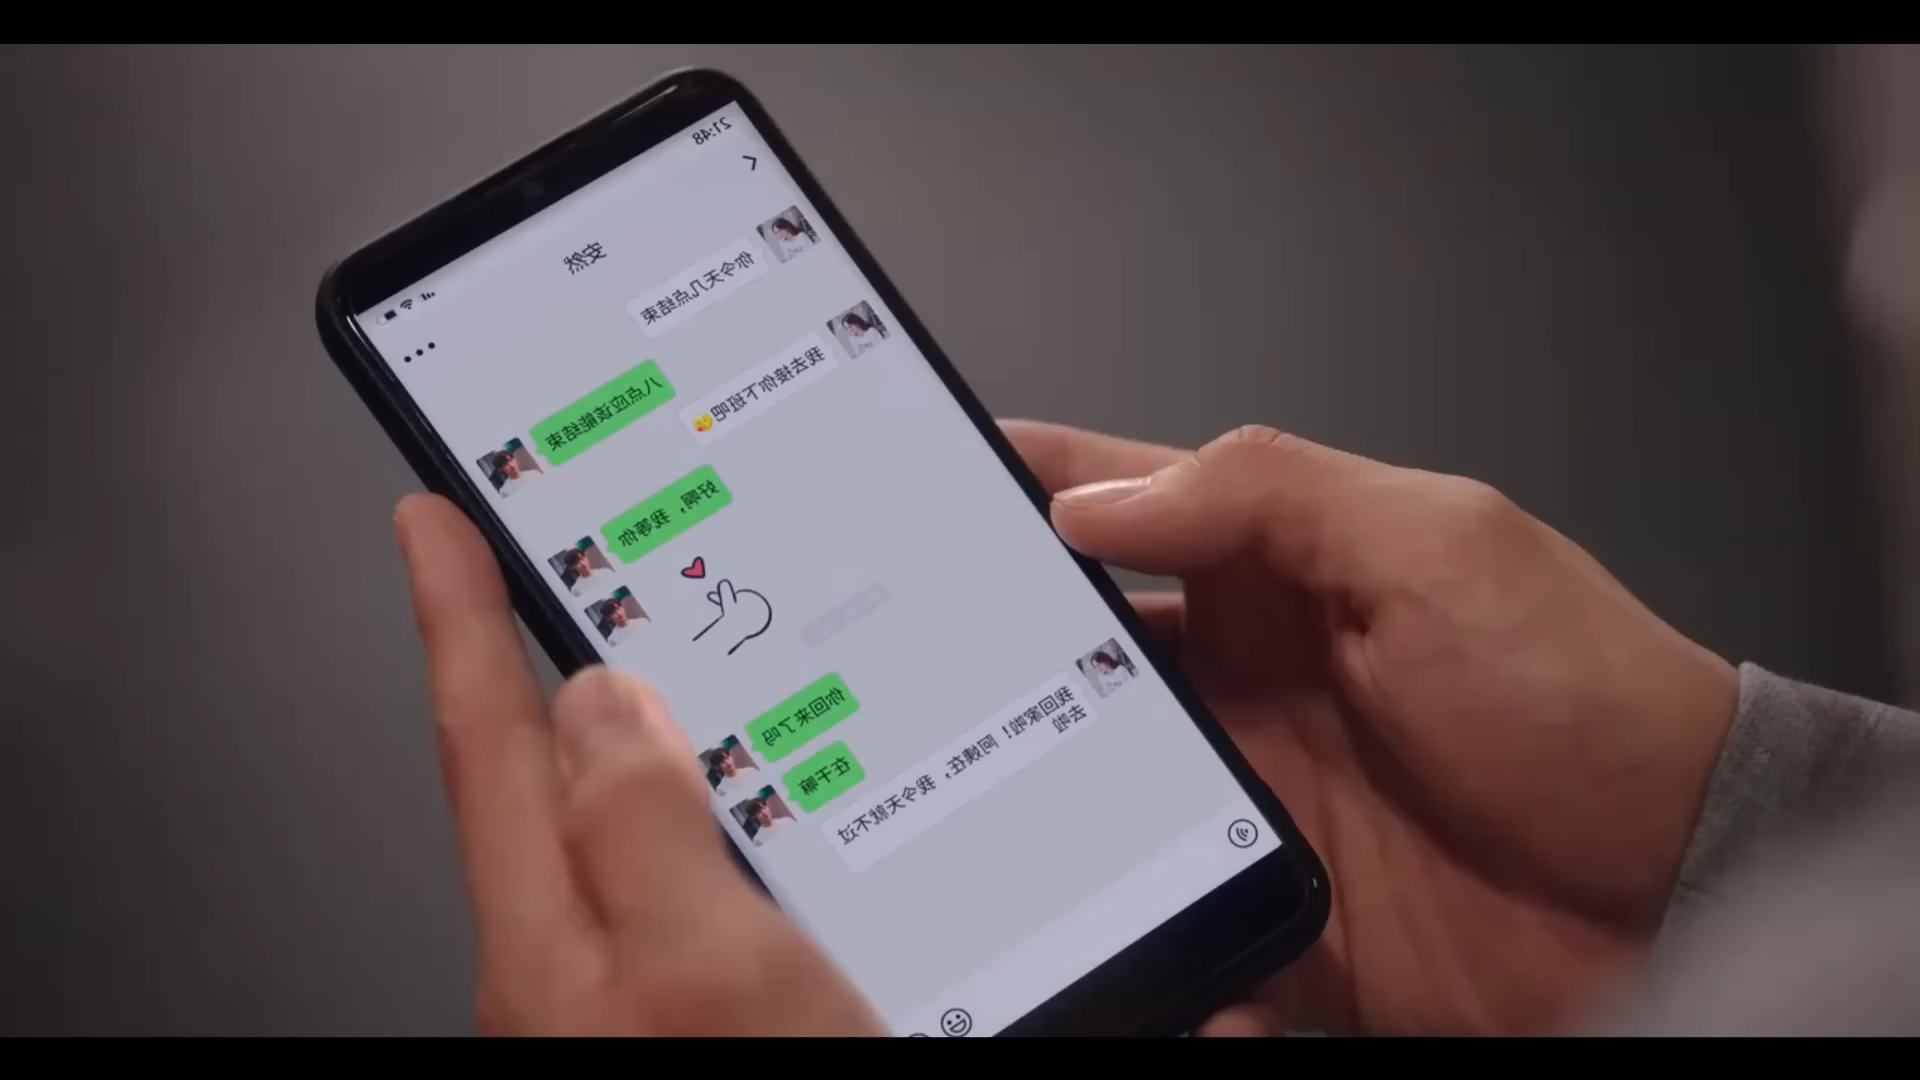 21:48
安然
你今天几点结束
我去接你下班吧
八点应该能结束
好啊，我等你
你回来了吗
在干嘛
我回家啦！阿姨在，我今天就不过
去啦